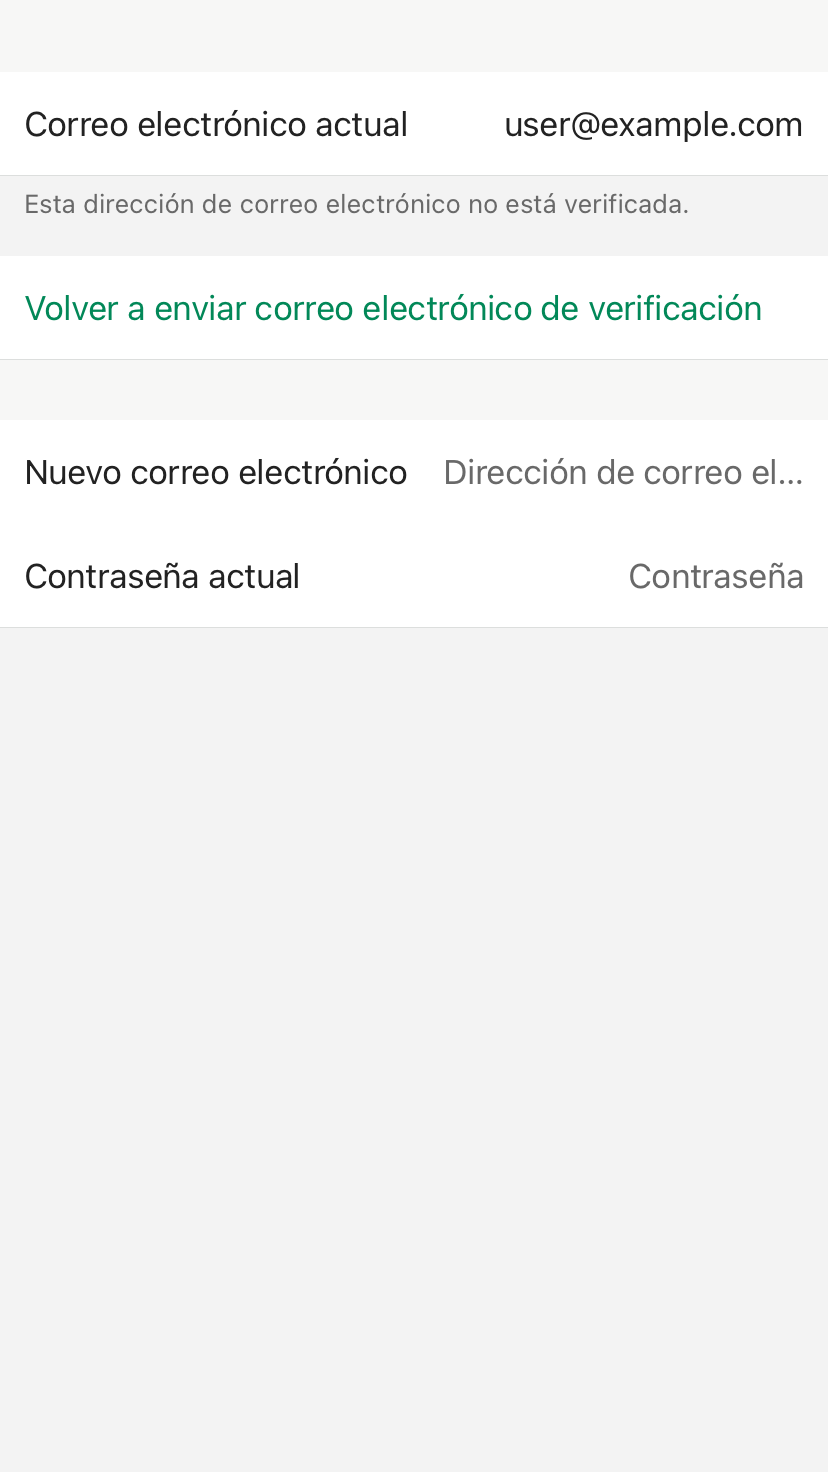 Correo electrónico actual user@example.com
Esta dirección de correo electrónico no está verificada.
Volver a enviar correo electrónico de verificación
Nuevo correo electrónico Dirección de correo el...
Contraseña actual Contraseña